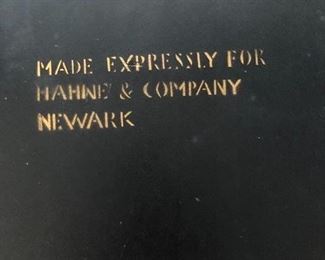 MADE EXPRESSLY FOR
HAHNE & COMPANY
NEWARK